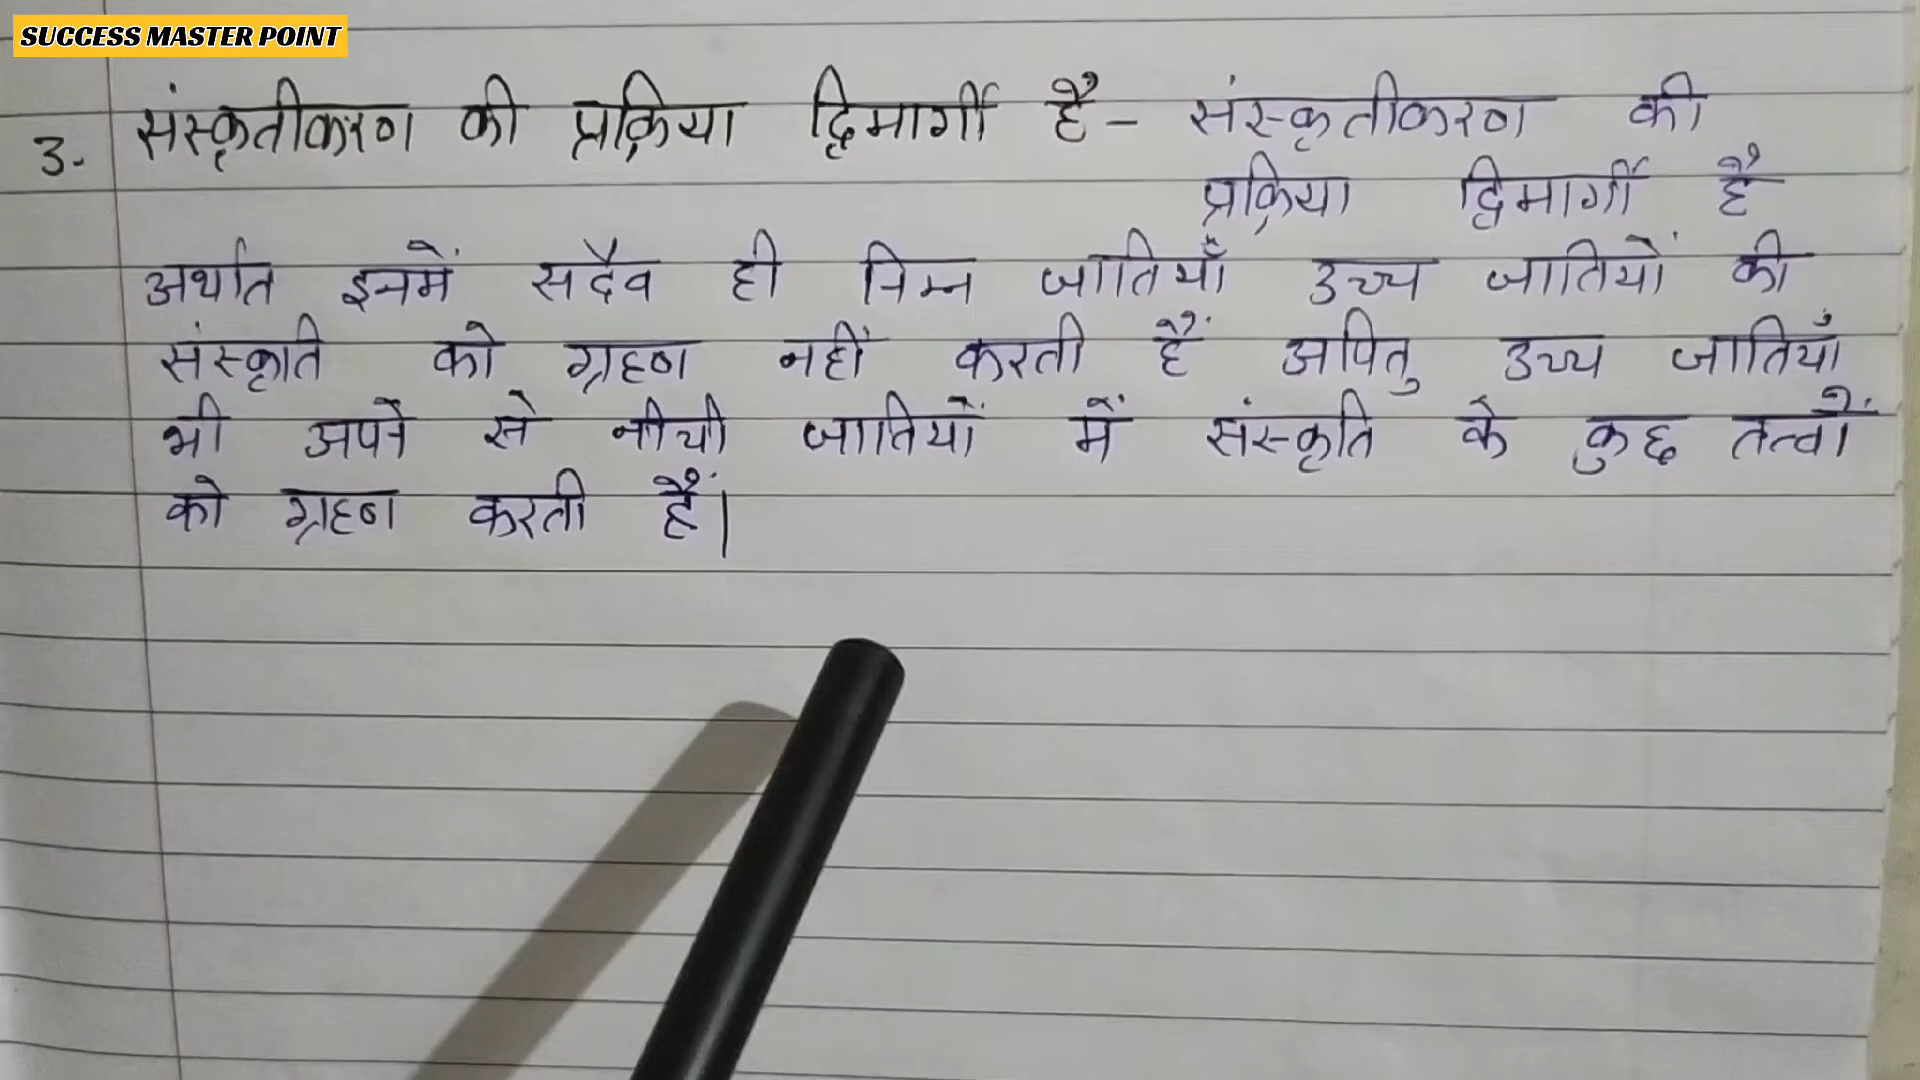 SUCCESS MASTER POINT
3. संस्कृतीकरण की प्रक्रिया द्विमार्गी है – संस्कृतीकरण की
प्रक्रिया द्विमार्गी है
अर्थात इनमें सदैव ही निम्न जातियाँ उच्च जातियों की
संस्कृति को ग्रहण नहीं करती हैं अपितु उच्च जातियाँ
भी अपने से नीची जातियों में संस्कृति के कुछ तत्वों
को ग्रहण करती हैं|